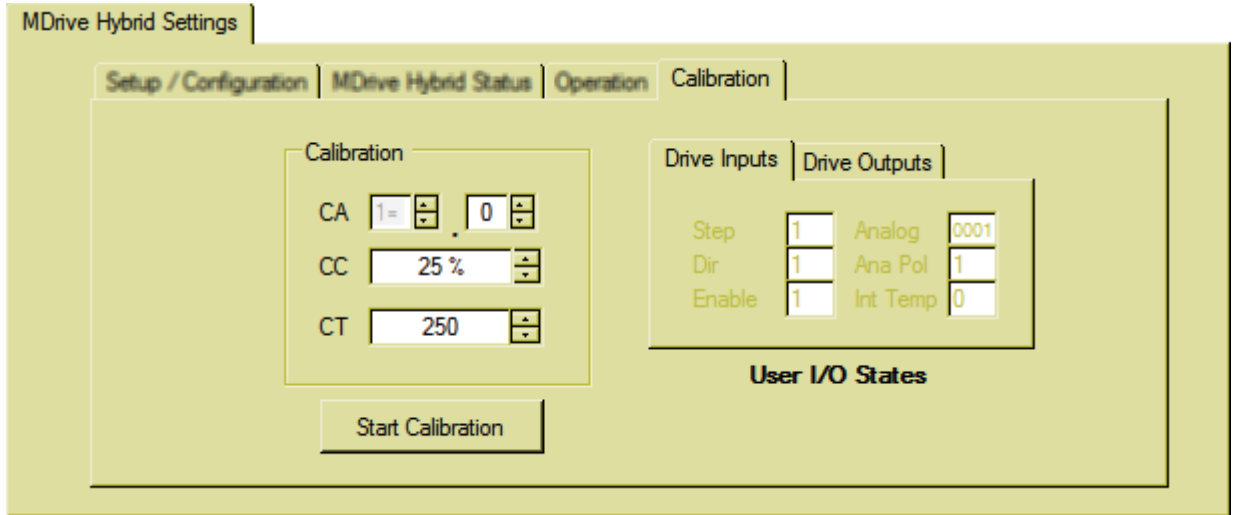 MDrive Hybrid Settings
Setup / Configuration MDrive Hybrid Status Operation Calibration
Calibration
CA 1= . 0
CC 25 %
CT 250
Start Calibration
Drive Inputs Drive Outputs
Step 1 Analog 0001
Dir 1 Ana Pol 1
Enable 1 Int Temp 0
User I/O States